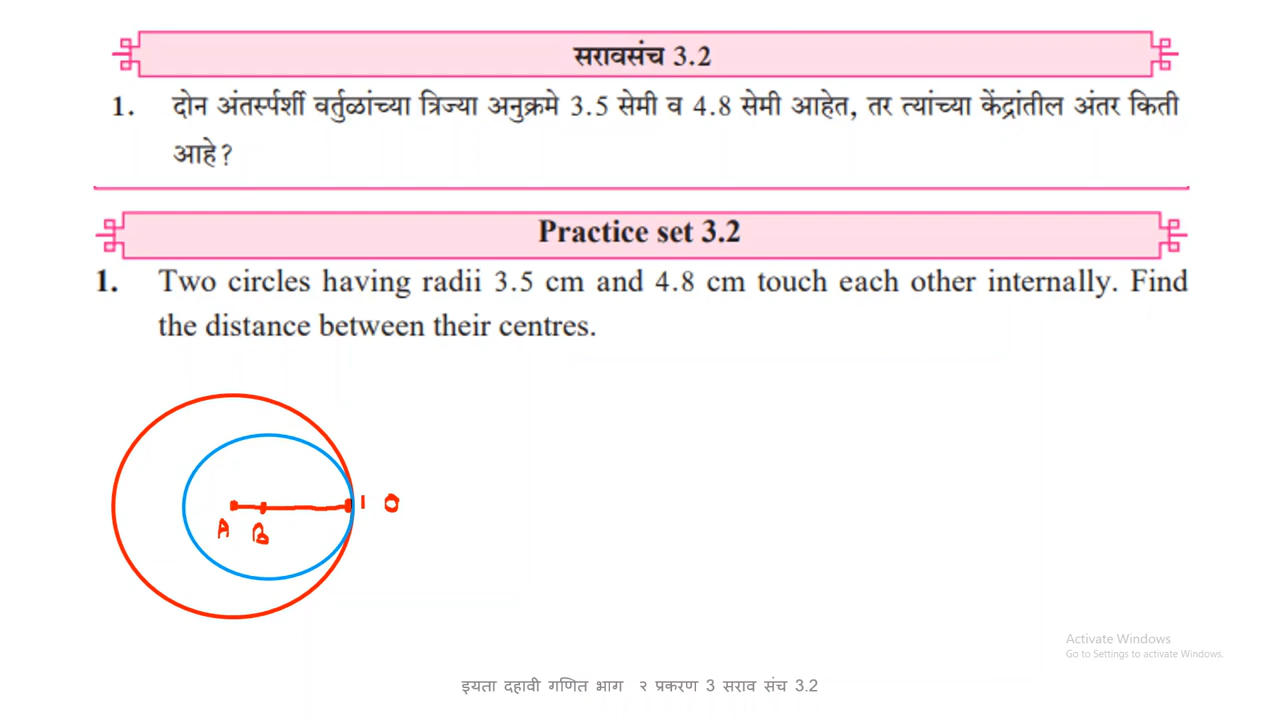 सरावसंच 3.2
1. दोन अंतर्स्पर्शी वर्तुळांच्या त्रिज्या अनुक्रमे 3.5 सेमी व 4.8 सेमी आहेत, तर त्यांच्या केंद्रांतील अंतर किती
आहे?
Practice set 3.2
1. Two circles having radii 3.5 cm and 4.8 cm touch each other internally. Find
the distance between their centres.
A B
Activate Windows
Go to Settings to activate Windows.
इयता दहावी गणित भाग २ प्रकरण 3 सराव संच 3.2